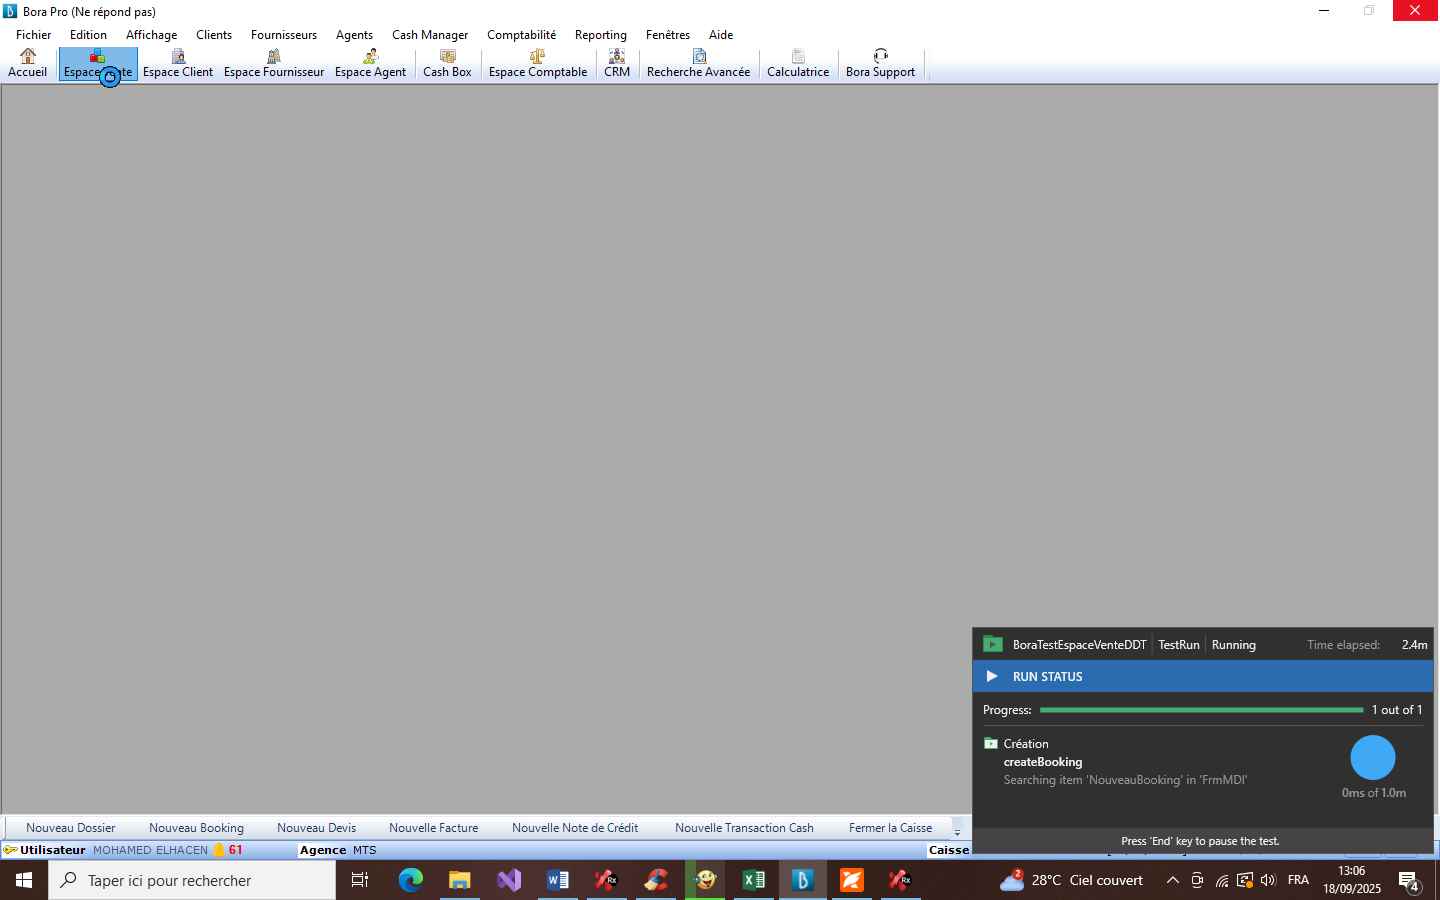 Bora Pro (Ne répond pas)
Fichier Edition Affichage Clients Fournisseurs Agents Cash Manager Comptabilité Reporting Fenêtres Aide
Accueil Espace Espace Client Espace Fournisseur Espace Agent Cash Box Espace Comptable CRM Recherche Avancée Calculatrice Bora Support
BoraTestEspaceVenteDDT TestRun Running Time elapsed: 2.4m
RUN STATUS
Progress: 1 out of 1
Création
createBooking
Searching item 'NouveauBooking' in 'FrmMDI'
0ms of 1.0m
Press 'End' key to pause the test.
Nouveau Dossier Nouveau Booking Nouveau Devis Nouvelle Facture Nouvelle Note de Crédit Nouvelle Transaction Cash Fermer la Caisse
Utilisateur MOHAMED ELHACEN 61 Agence MTS Caisse
Taper ici pour rechercher
2 28°C Ciel couvert FRA 13:06
18/09/2025 4